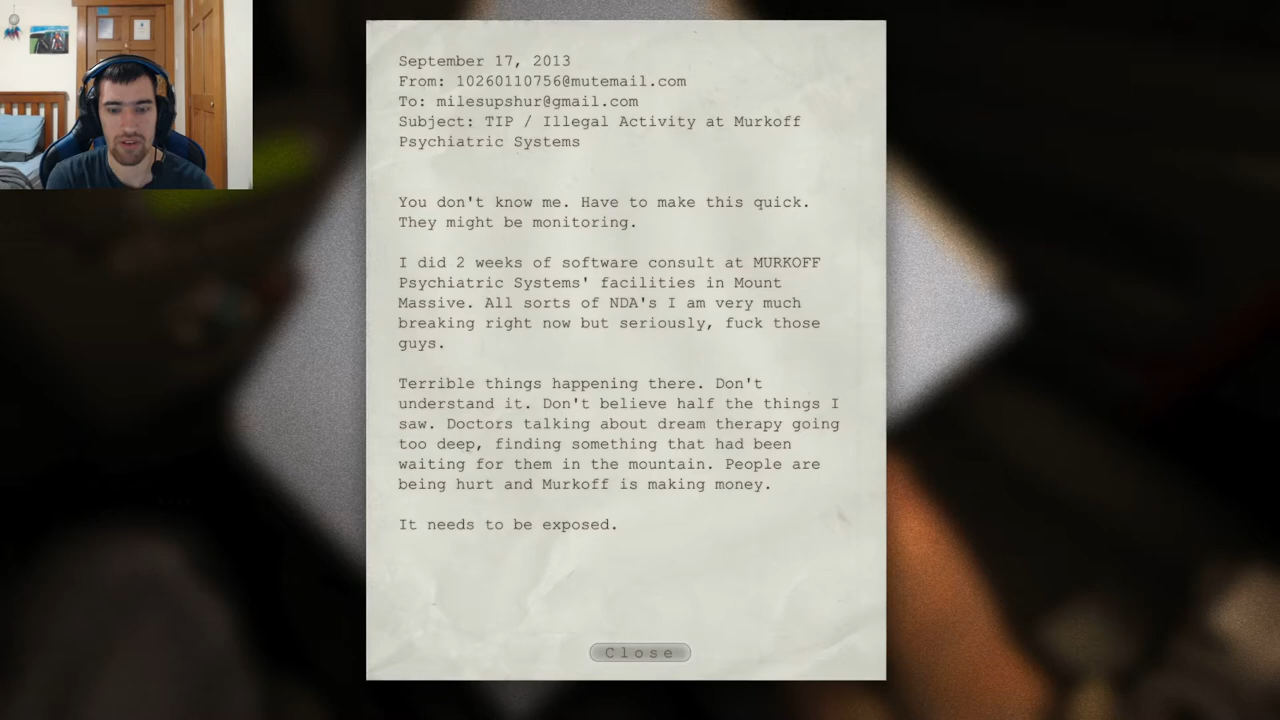 September 17, 2013
From: 10260110756@mutemail.com
To: milesupshur@gmail.com
Subject: TIP / Illegal Activity at Murkoff
Psychiatric Systems
You don't know me. Have to make this quick.
They might be monitoring.
I did 2 weeks of software consult at MURKOFF
Psychiatric Systems' facilities in Mount
Massive. All sorts of NDA's I am very much
breaking right now but seriously, fuck those
guys.
Terrible things happening there. Don't
understand it. Don't believe half the things I
saw. Doctors talking about dream therapy going
too deep, finding something that had been
waiting for them in the mountain. People are
being hurt and Murkoff is making money.
It needs to be exposed.
Close